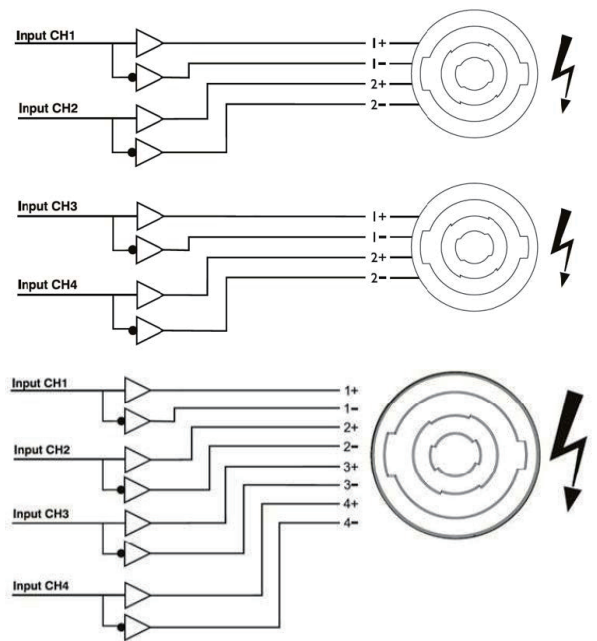 Input CH1
1+
1-
2+
Input CH2
2-
Input CH3
1+
1-
2+
Input CH4
2-
Input CH1
1+
1-
2+
Input CH2
2-
3+
3-
Input CH3
4+
4-
Input CH4